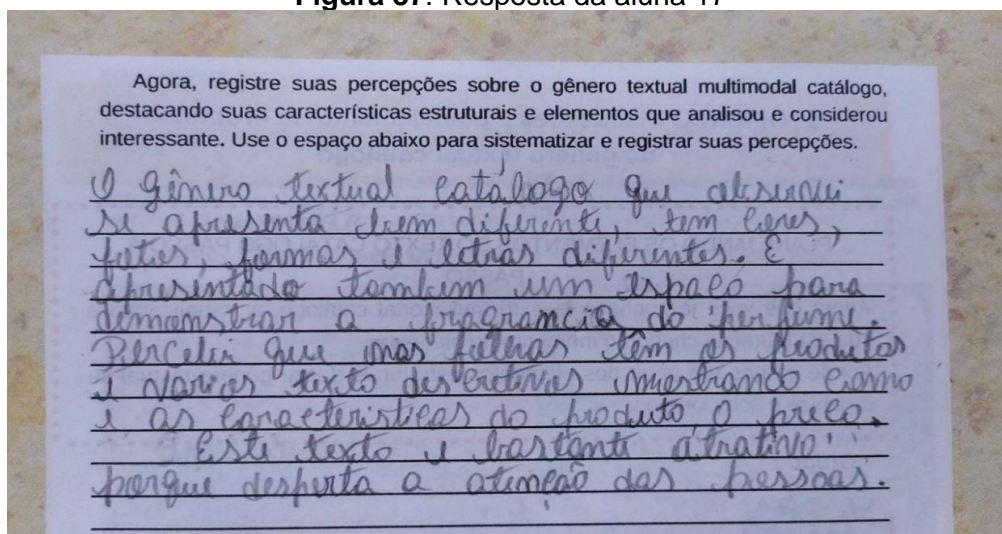 Figura 37. Resposta da aluna 17
Agora, registre suas percepções sobre o gênero textual multimodal catálogo,
destacando suas características estruturais e elementos que analisou e considerou
interessante. Use o espaço abaixo para sistematizar e registrar suas percepções.
O gênero textual catálogo que observei
se apresenta bem diferente, tem cores,
fotos, formas e letras diferentes. É
apresentado tambem um espaço para
demonstrar a fragrancia do perfume.
Percebi que nas folhas têm os produtos
e varios texto descritivos mostrando como
é as caracteristicas do produto, o preço.
Este texto é bastante atrativo
porque desperta a atenção das pessoas.